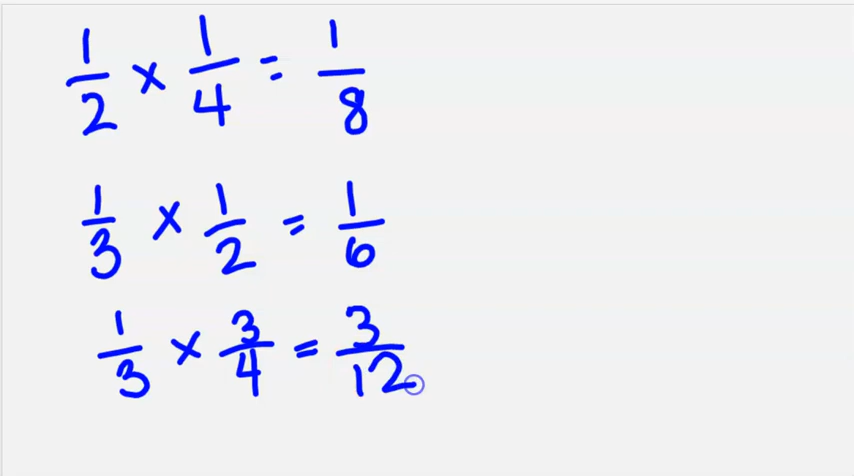 1/2 × 1/4 = 1/8
1/3 × 1/2 = 1/6
1/3 × 3/4 = 3/12